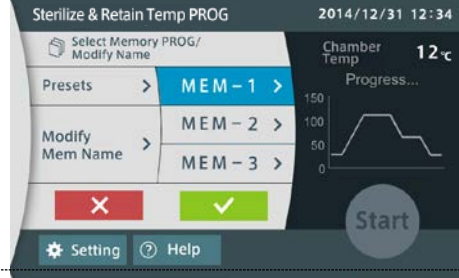 Sterilize & Retain Temp PROG
2014/12/31 12:34
Select Memory PROG/
Modify Name
Chamber
Temp
12℃
Presets
MEM-1
MEM-2
MEM-3
Modify
Mem Name
Progress...
150
100
50
0
Start
Setting
Help